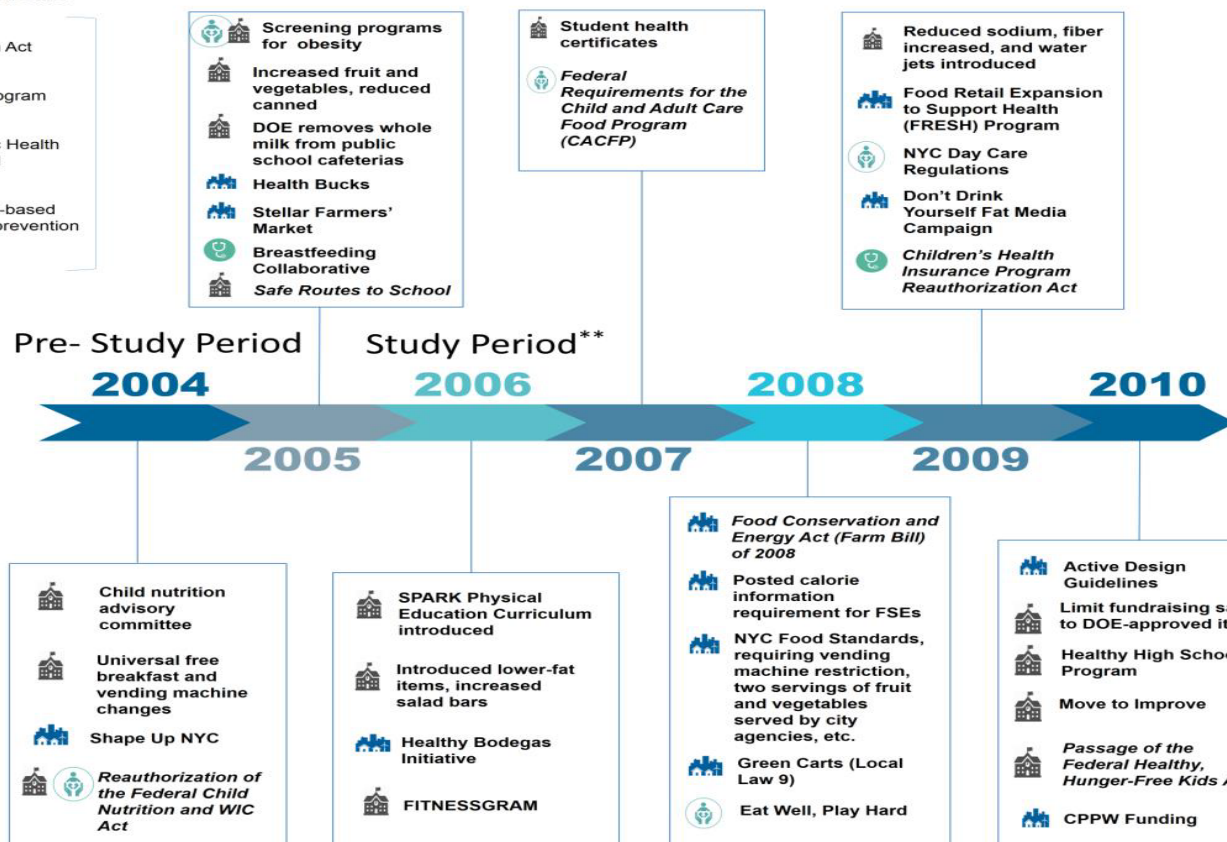 Act
ogram
Health
-based
prevention
Screening programs
for obesity
Increased fruit and
vegetables, reduced
canned
DOE removes whole
milk from public
school cafeterias
Health Bucks
Stellar Farmers’
Market
Breastfeeding
Collaborative
Safe Routes to School
Student health
certificates
Federal
Requirements for the
Child and Adult Care
Food Program
(CACFP)
Reduced sodium, fiber
increased, and water
jets introduced
Food Retail Expansion
to Support Health
(FRESH) Program
NYC Day Care
Regulations
Don’t Drink
Yourself Fat Media
Campaign
Children’s Health
Insurance Program
Reauthorization Act
Pre- Study Period
Study Period**
2004
2006
2008
2010
2005
2007
2009
Child nutrition
advisory
committee
Universal free
breakfast and
vending machine
changes
Shape Up NYC
Reauthorization of
the Federal Child
Nutrition and WIC
Act
SPARK Physical
Education Curriculum
introduced
Introduced lower-fat
items, increased
salad bars
Healthy Bodegas
Initiative
FITNESSGRAM
Food Conservation and
Energy Act (Farm Bill)
of 2008
Posted calorie
information
requirement for FSEs
NYC Food Standards,
requiring vending
machine restriction,
two servings of fruit
and vegetables
served by city
agencies, etc.
Green Carts (Local
Law 9)
Eat Well, Play Hard
Active Design
Guidelines
Limit fundraising sa
to DOE-approved it
Healthy High Schoo
Program
Move to Improve
Passage of the
Federal Healthy,
Hunger-Free Kids A
CPPW Funding